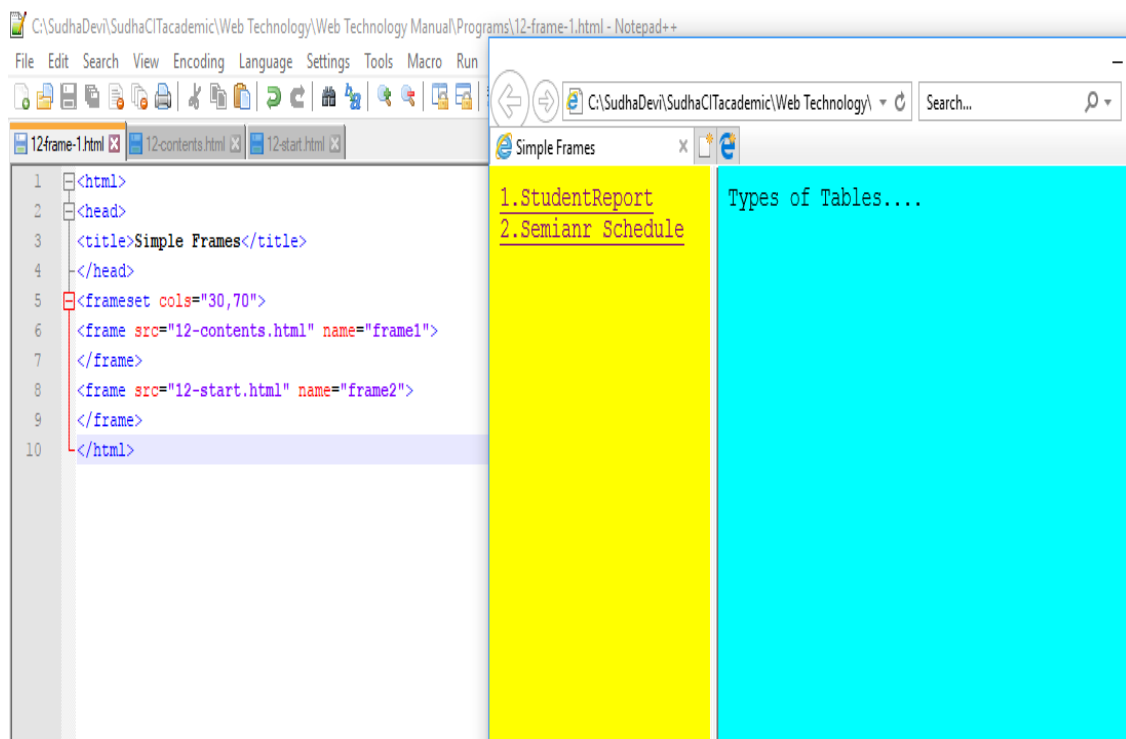 C:\SudhaDevi\SudhaCITacademic\Web Technology\Web Technology Manual\Programs\12-frame-1.html - Notepad++
File Edit Search View Encoding Language Settings Tools Macro Run
12-frame-1.html 12-contents.html 12-start.html
1 <html>
2 <head>
3 <title>Simple Frames</title>
4 </head>
5 <frameset cols="30,70">
6 <frame src="12-contents.html" name="frame1">
7 </frame>
8 <frame src="12-start.html" name="frame2">
9 </frame>
10 </html>
C:\SudhaDevi\SudhaCITacademic\Web Technology\ Search...
Simple Frames
1.StudentReport
2.Semianr Schedule
Types of Tables....